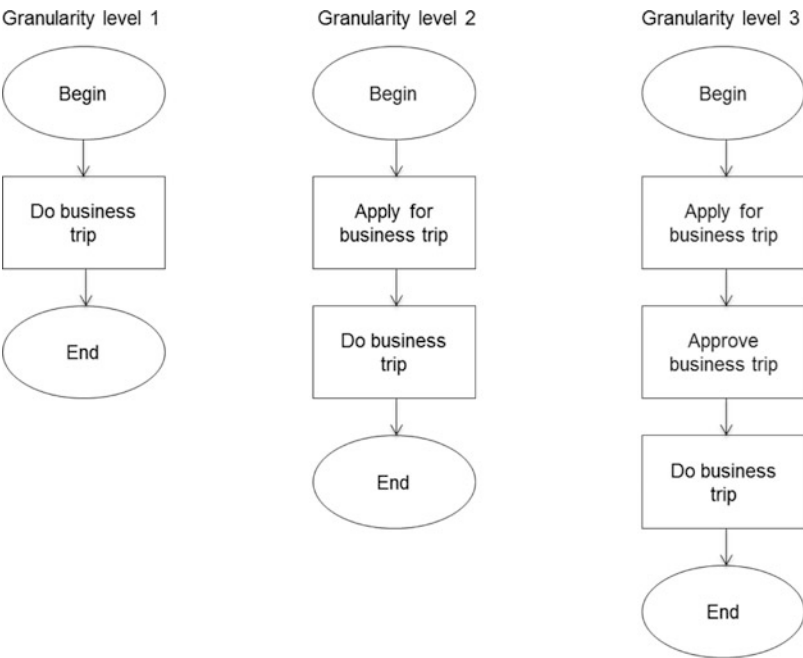 Granularity level 1
Begin
Do business
trip
End
Granularity level 2
Begin
Apply for
business trip
Do business
trip
End
Granularity level 3
Begin
Apply for
business trip
Approve
business trip
Do business
trip
End